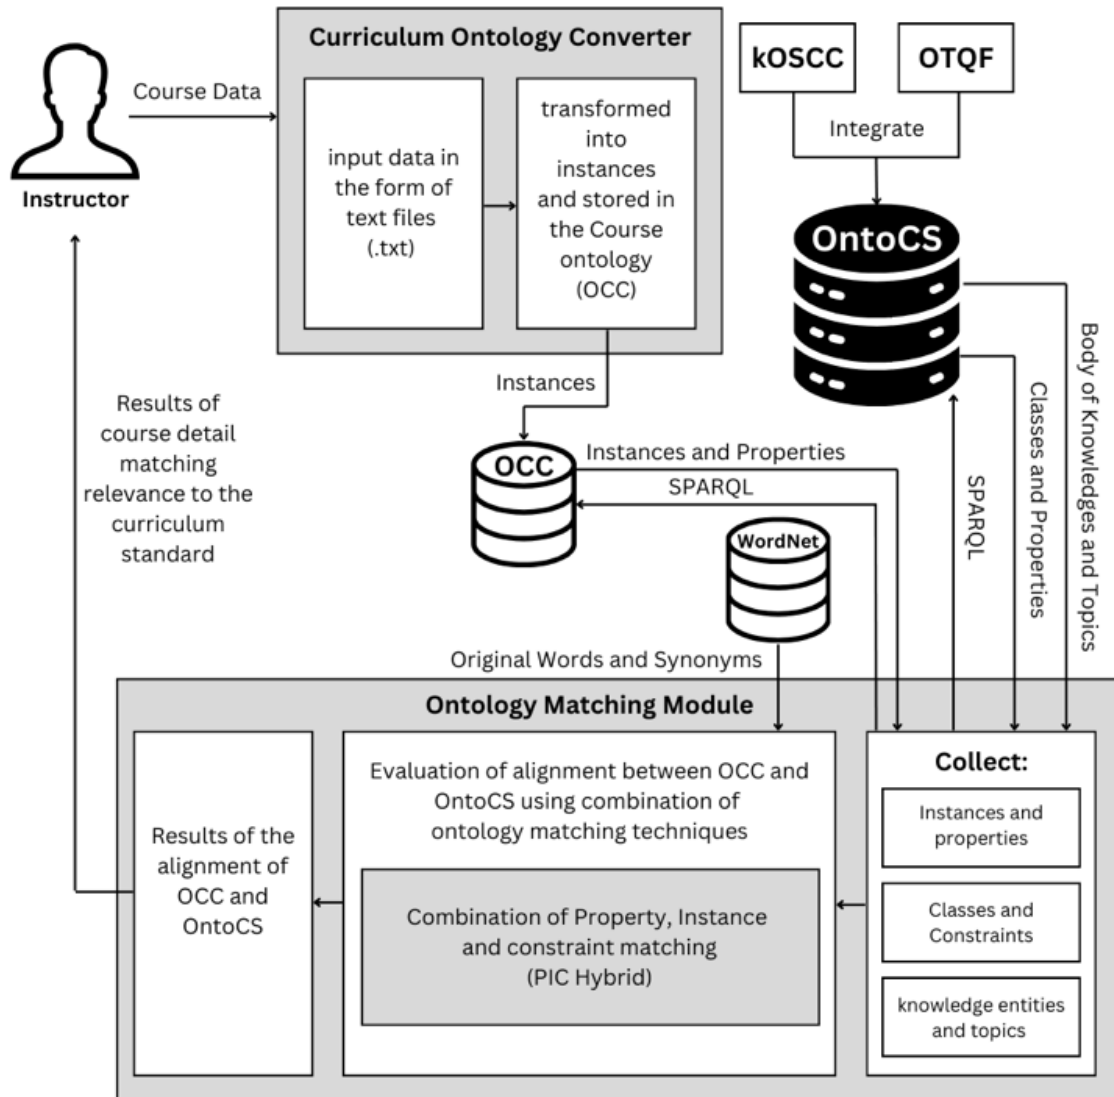 Curriculum Ontology Converter
kOSCC
OTQF
Course Data
Instructor
input data in
the form of
text files
(.txt)
transformed
into
instances
and stored in
the Course
ontology
(OCC)
Integrate
OntoCS
Instances
OCC
Instances and Properties
SPARQL
WordNet
Original Words and Synonyms
SPARQL
Classes and Properties
Body of Knowledges and Topics
Results of
course detail
matching
relevance to the
curriculum
standard
Ontology Matching Module
Results of the
alignment of
OCC and
OntoCS
Evaluation of alignment between OCC and
OntoCS using combination of
ontology matching techniques
Combination of Property, Instance
and constraint matching
(PIC Hybrid)
Collect:
Instances and
properties
Classes and
Constraints
knowledge entities
and topics